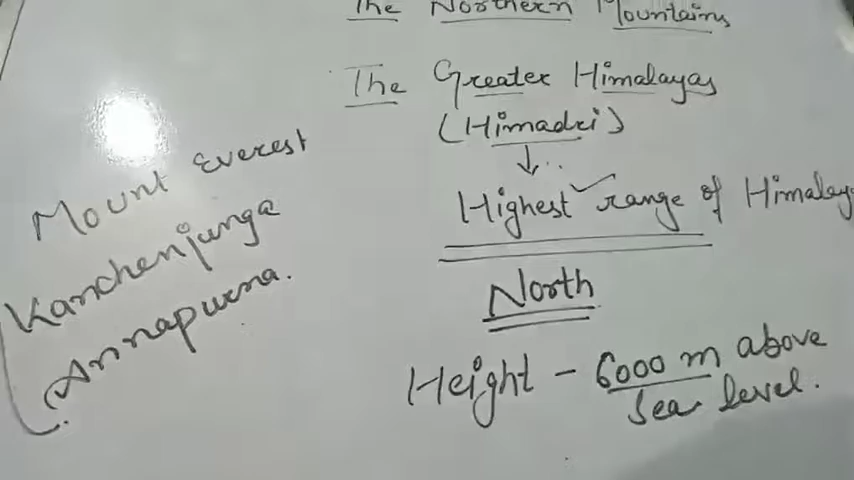 The Northern Mountains
The Greater Himalayas
(Himadri)
Highest range of Himalay
North
Height - 6000 m above
Sea level.
Mount Everest
Kanchenjunga
Annapurna.